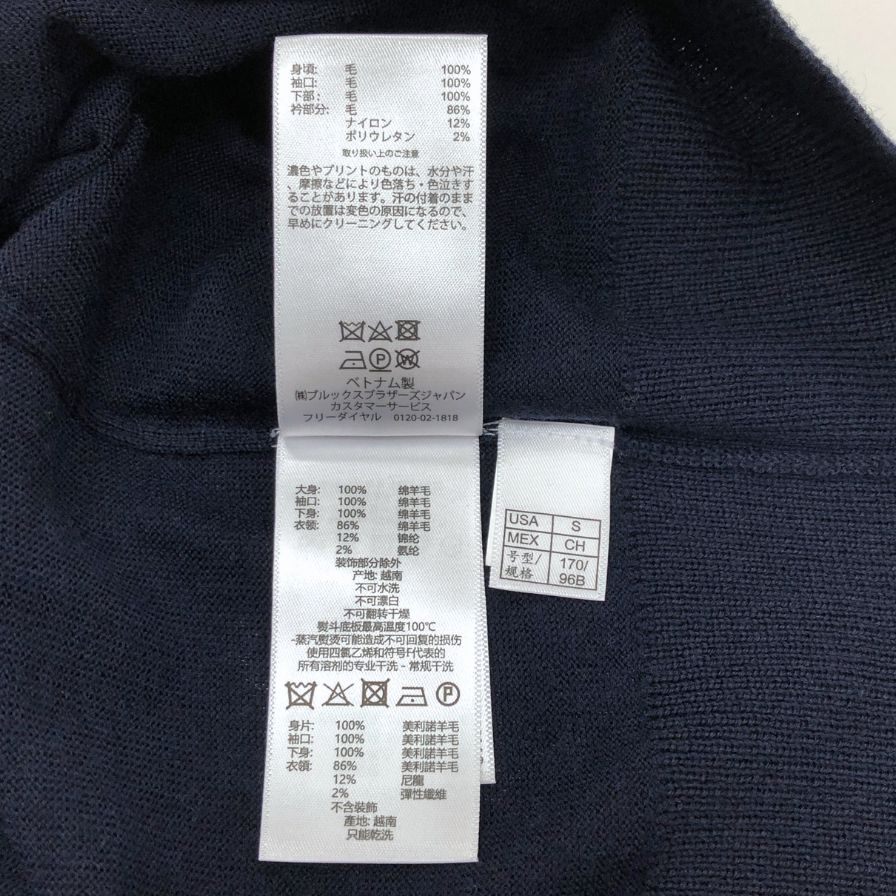 身頃: 毛 100%
袖口: 毛 100%
下部: 毛 100%
衿部分: 毛 86%
ナイロン 12%
ポリウレタン 2%
取り扱い上のご注意
濃色やプリントのものは、水分や汗
、摩擦などにより色落ち・色泣きす
ることがあります。汗の付着のまま
での放置は変色の原因になるので、
早めにクリーニングしてください。
P W
ベトナム製
㈱ブルックスブラザーズジャパン
カスタマーサービス
フリーダイヤル 0120-02-1818
大身: 100% 绵羊毛
袖口: 100% 绵羊毛
下身: 100% 绵羊毛
衣领: 86% 绵羊毛
12% 锦纶
2% 氨纶
装饰部分除外
产地: 越南
不可水洗
不可漂白
不可翻转干燥
熨斗底板最高温度100℃
-蒸汽熨烫可能造成不可回复的损伤
使用四氯乙烯和符号F代表的
所有溶剂的专业干洗 - 常规干洗
P
身片: 100% 美利諾羊毛
袖口: 100% 美利諾羊毛
下身: 100% 美利諾羊毛
衣領: 86% 美利諾羊毛
12% 尼龍
2% 彈性纖維
不含裝飾
產地: 越南
只能乾洗
USA S
MEX CH
号型/ 170/
规格 96B